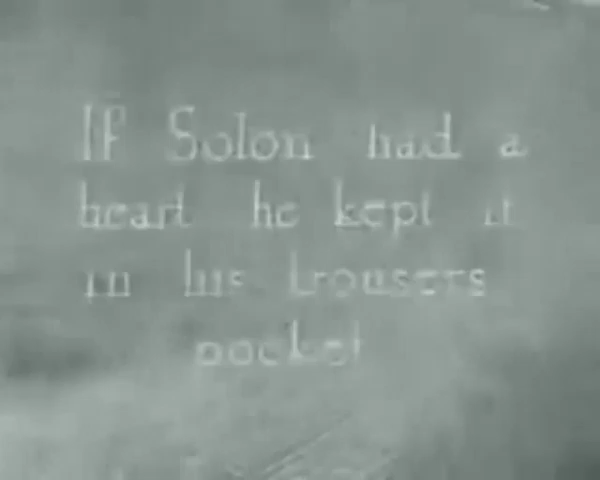 If Solon had a
heart he kept it
in his trousers
pocket